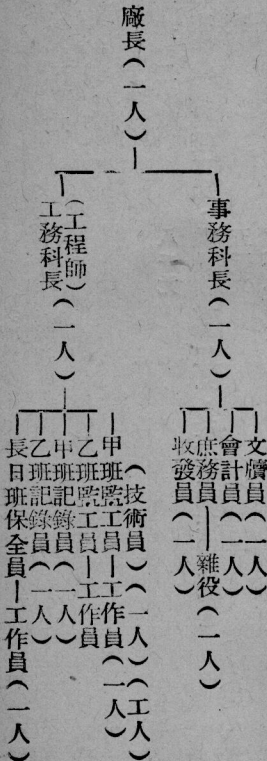 廠長（一人）
事務科長（一人）
文牘員（一人）
會計員（一人）
庶務員——雜役（一人）
收發員（一人）
（工程師）
工務科長（一人）
（技術員）（一人）（工人）
甲班監工員—工作員（一人）
乙班監工員—工作員
甲班記錄員（一人）
乙班記錄員（一人）
長日班保全員—工作員（一人）